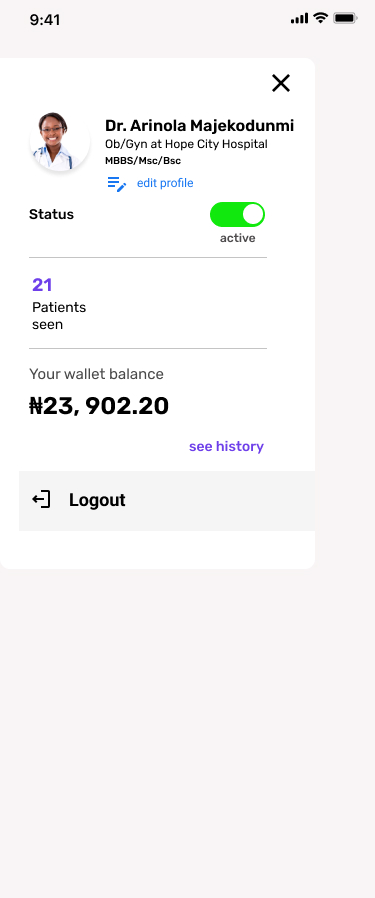 9:41
Dr. Arinola Majekodunmi
Ob/Gyn at Hope City Hospital
MBBS/Msc/Bsc
edit profile
Status
active
21
Patients
seen
Your wallet balance
₦23, 902.20
see history
Logout